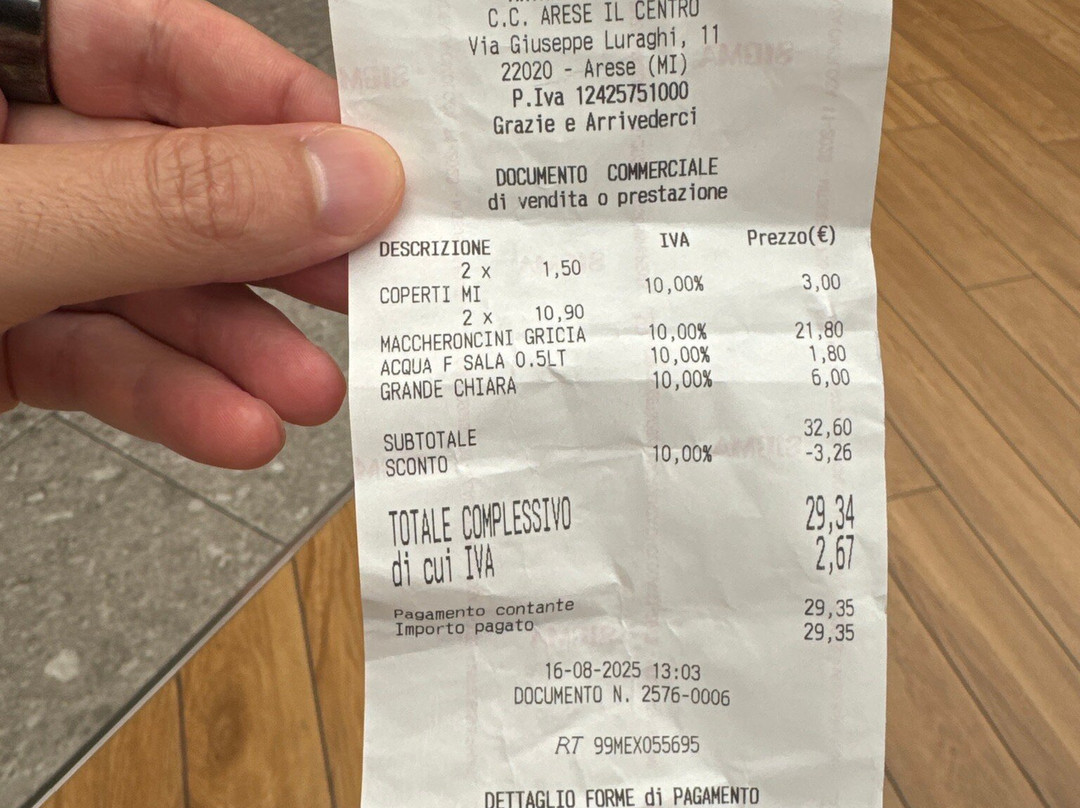 C.C. ARESE IL CENTRO
Via Giuseppe Luraghi, 11
22020 - Arese (MI)
P.Iva 12425751000
Grazie e Arrivederci
DOCUMENTO COMMERCIALE
di vendita o prestazione
DESCRIZIONE IVA Prezzo(€)
2 x 1,50
COPERTI MI 10,00% 3,00
2 x 10,90
MACCHERONCINI GRICIA 10,00% 21,80
ACQUA F SALA 0.5LT 10,00% 1,80
GRANDE CHIARA 10,00% 6,00
SUBTOTALE 32,60
SCONTO 10,00% -3,26
TOTALE COMPLESSIVO 29,34
di cui IVA 2,67
Pagamento contante 29,35
Importo pagato 29,35
16-08-2025 13:03
DOCUMENTO N. 2576-0006
RT 99MEX055695
DETTAGLIO FORME di PAGAMENTO